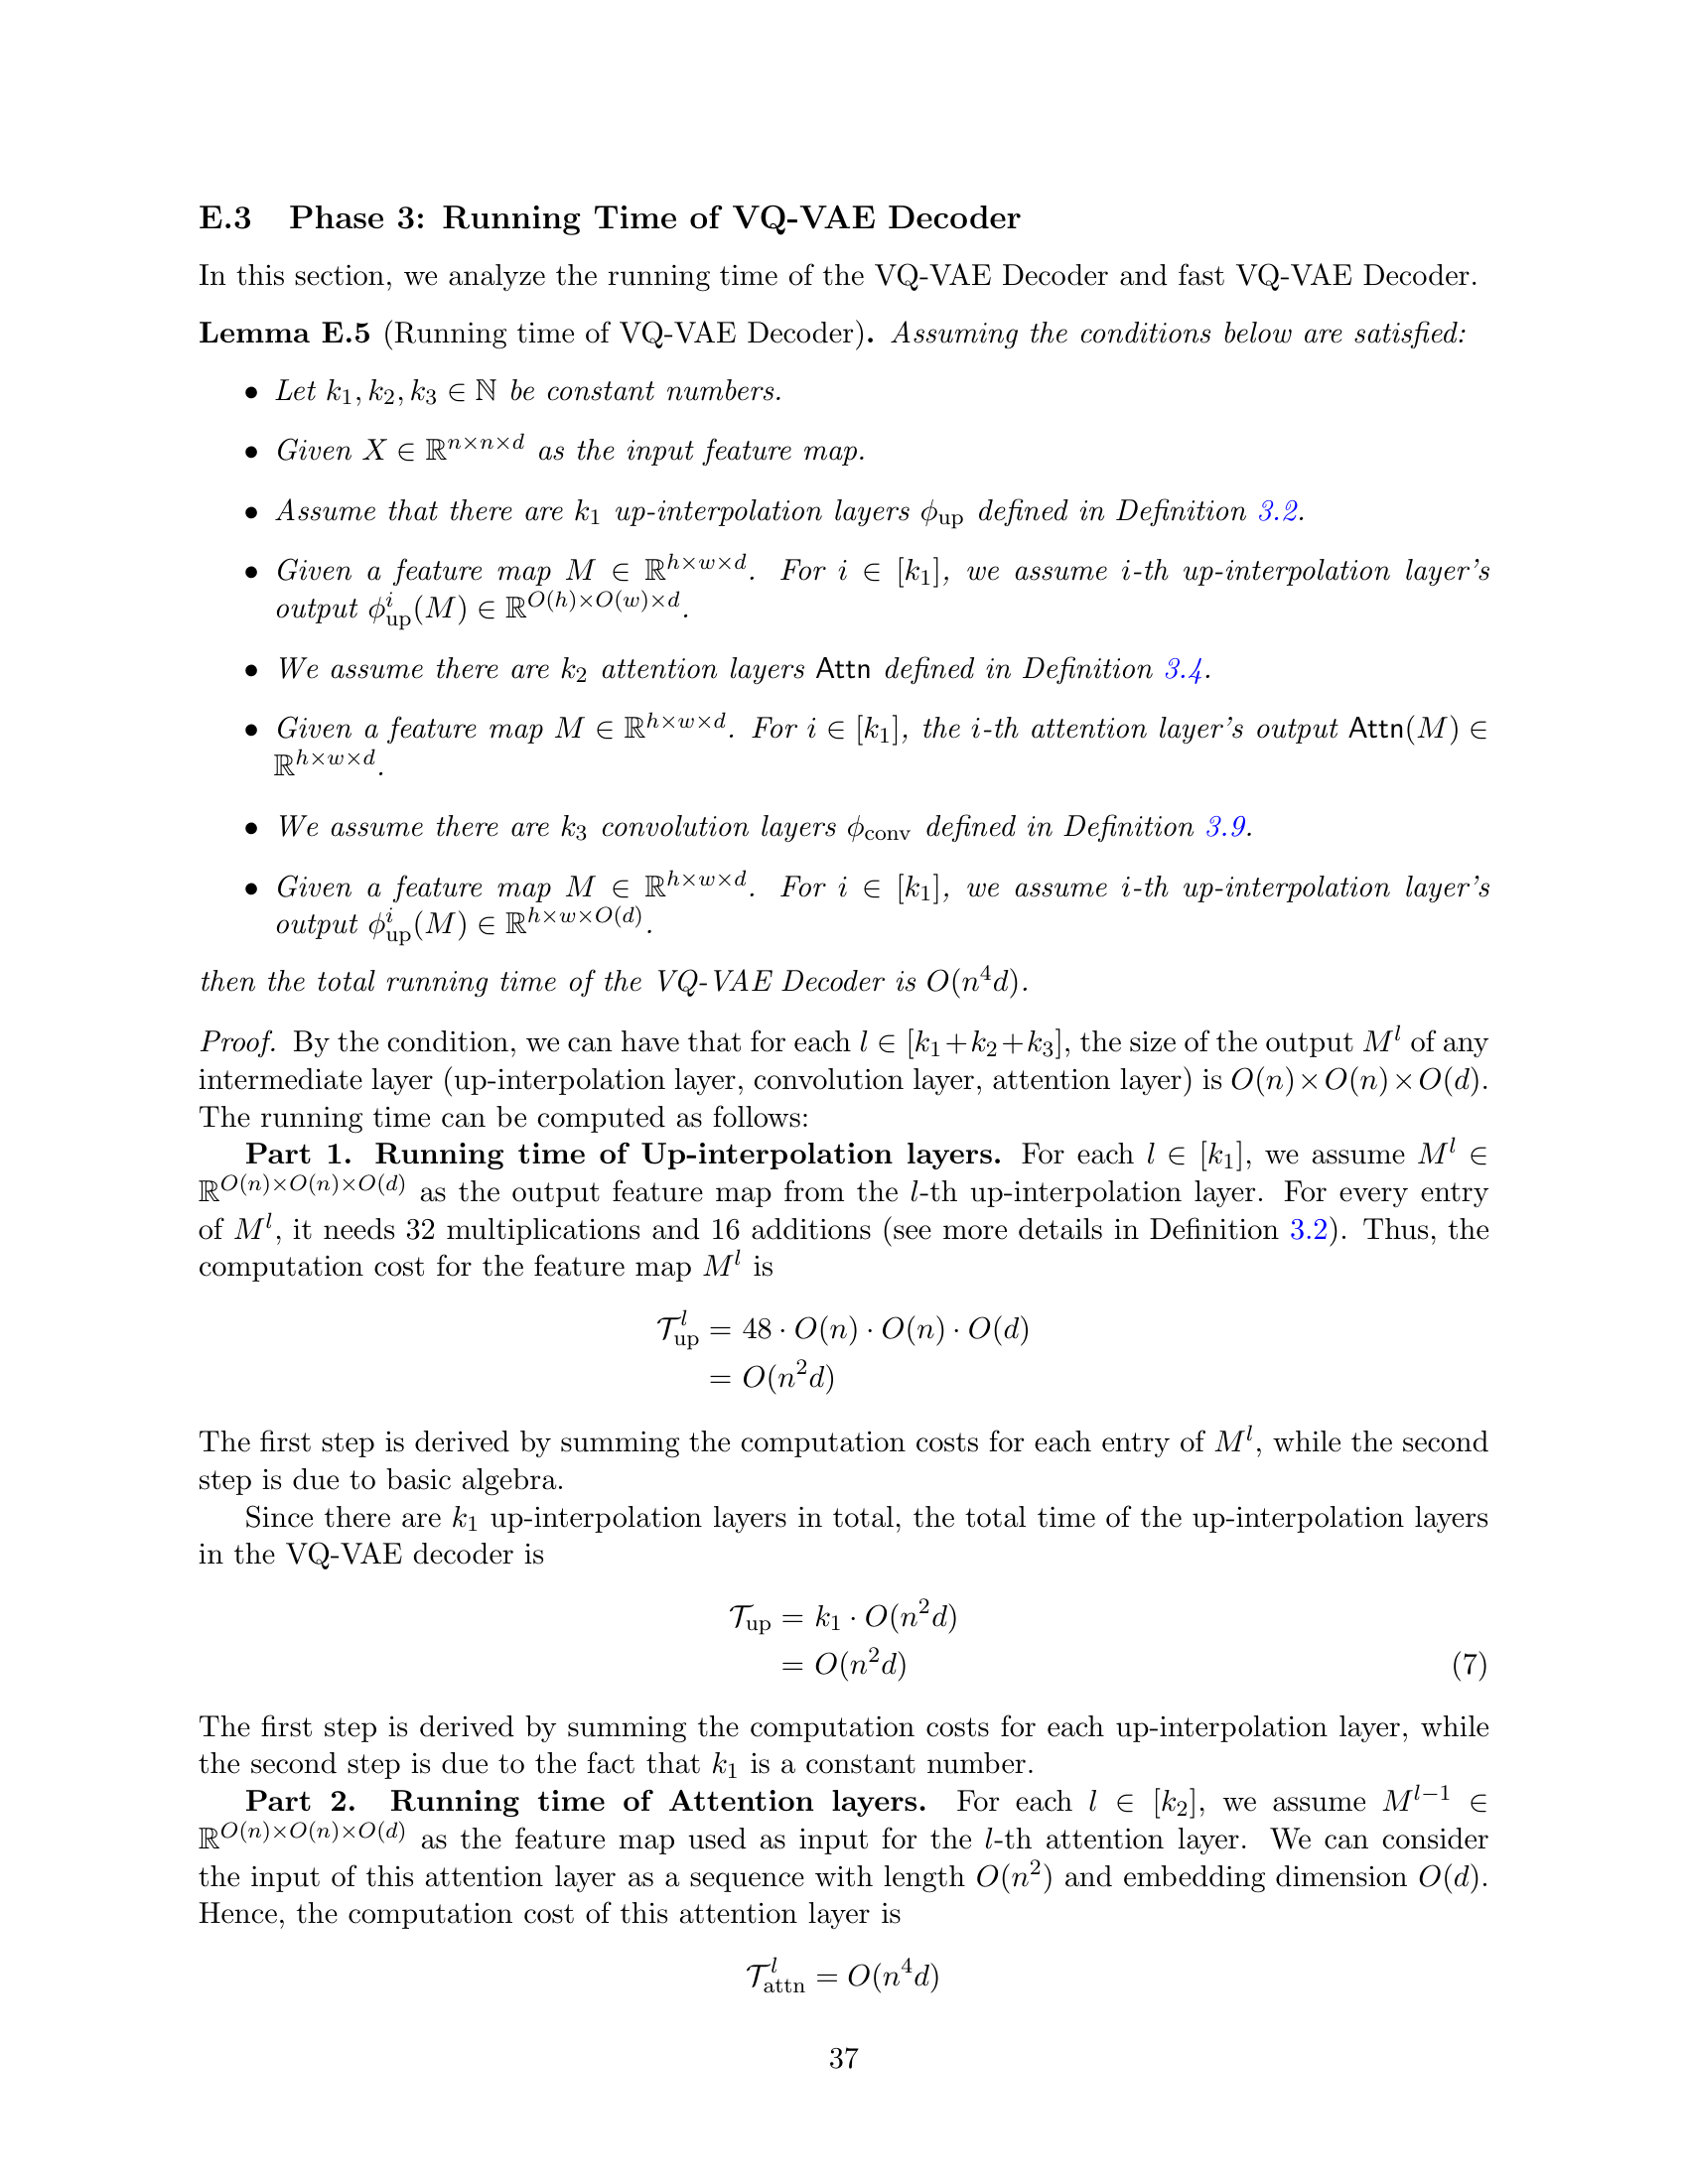 E.3 Phase 3: Running Time of VQ-VAE Decoder
In this section, we analyze the running time of the VQ-VAE Decoder and fast VQ-VAE Decoder.
Lemma E.5 (Running time of VQ-VAE Decoder). Assuming the conditions below are satisfied:
• Let $k_1, k_2, k_3 \in \mathbb{N}$ be constant numbers.
• Given $X \in \mathbb{R}^{n \times n \times d}$ as the input feature map.
• Assume that there are $k_1$ up-interpolation layers $\phi_{\text{up}}$ defined in Definition 3.2.
• Given a feature map $M \in \mathbb{R}^{h \times w \times d}$. For $i \in [k_1]$, we assume $i$-th up-interpolation layer's
output $\phi^i_{\text{up}}(M) \in \mathbb{R}^{O(h) \times O(w) \times d}$.
• We assume there are $k_2$ attention layers $\mathsf{Attn}$ defined in Definition 3.4.
• Given a feature map $M \in \mathbb{R}^{h \times w \times d}$. For $i \in [k_1]$, the $i$-th attention layer's output $\mathsf{Attn}(M) \in$
$\mathbb{R}^{h \times w \times d}$.
• We assume there are $k_3$ convolution layers $\phi_{\text{conv}}$ defined in Definition 3.9.
• Given a feature map $M \in \mathbb{R}^{h \times w \times d}$. For $i \in [k_1]$, we assume $i$-th up-interpolation layer's
output $\phi^i_{\text{up}}(M) \in \mathbb{R}^{h \times w \times O(d)}$.
then the total running time of the VQ-VAE Decoder is $O(n^4 d)$.
Proof. By the condition, we can have that for each $l \in [k_1+k_2+k_3]$, the size of the output $M^l$ of any
intermediate layer (up-interpolation layer, convolution layer, attention layer) is $O(n) \times O(n) \times O(d)$.
The running time can be computed as follows:
Part 1. Running time of Up-interpolation layers. For each $l \in [k_1]$, we assume $M^l \in$
$\mathbb{R}^{O(n) \times O(n) \times O(d)}$ as the output feature map from the $l$-th up-interpolation layer. For every entry
of $M^l$, it needs 32 multiplications and 16 additions (see more details in Definition 3.2). Thus, the
computation cost for the feature map $M^l$ is
$\mathcal{T}^l_{\text{up}} = 48 \cdot O(n) \cdot O(n) \cdot O(d)$
$= O(n^2 d)$
The first step is derived by summing the computation costs for each entry of $M^l$, while the second
step is due to basic algebra.
Since there are $k_1$ up-interpolation layers in total, the total time of the up-interpolation layers
in the VQ-VAE decoder is
$\mathcal{T}_{\text{up}} = k_1 \cdot O(n^2 d)$
$= O(n^2 d)$ (7)
The first step is derived by summing the computation costs for each up-interpolation layer, while
the second step is due to the fact that $k_1$ is a constant number.
Part 2. Running time of Attention layers. For each $l \in [k_2]$, we assume $M^{l-1} \in$
$\mathbb{R}^{O(n) \times O(n) \times O(d)}$ as the feature map used as input for the $l$-th attention layer. We can consider
the input of this attention layer as a sequence with length $O(n^2)$ and embedding dimension $O(d)$.
Hence, the computation cost of this attention layer is
$\mathcal{T}^l_{\text{attn}} = O(n^4 d)$
37